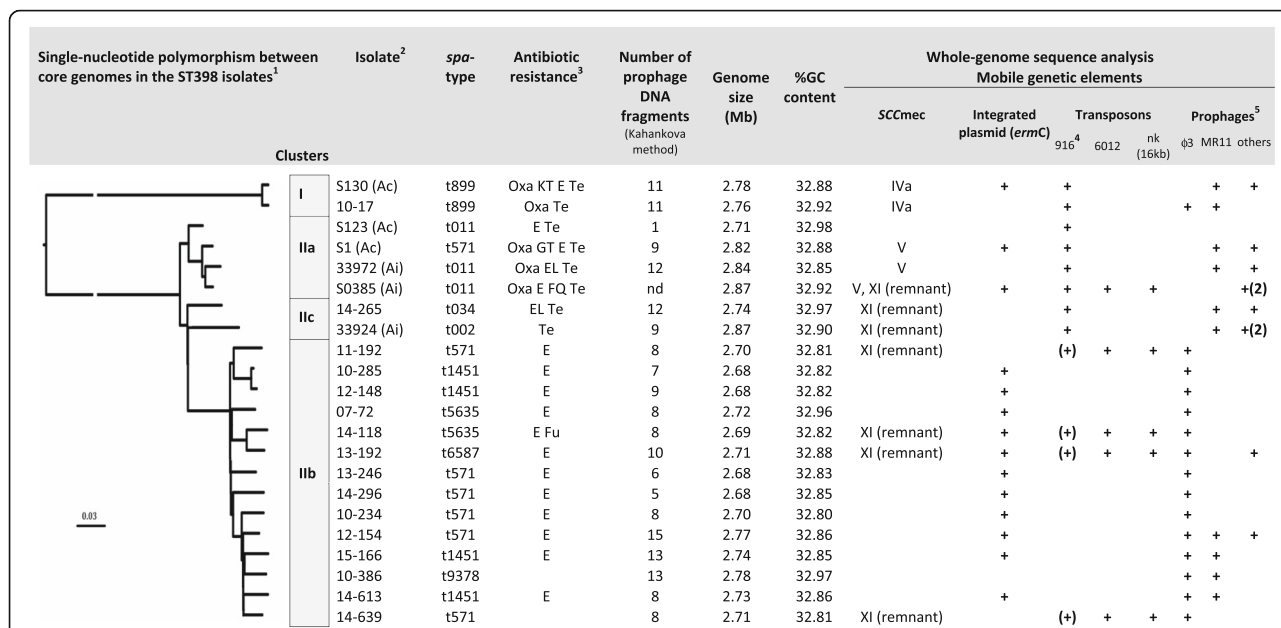 Single-nucleotide polymorphism between core genomes in the ST398 isolates1
Clusters
Isolate2
spa-type
Antibiotic resistance3
Number of prophage DNA fragments (Kahankova method)
Genome size (Mb)
%GC content
Whole-genome sequence analysis
Mobile genetic elements
SCCmec
Integrated plasmid (ermC)
Transposons
9164 6012 nk (16kb)
Prophages5
ϕ3 MR11 others
I
S130 (Ac) t899 Oxa KT E Te 11 2.78 32.88 IVa + + + +
10-17 t899 Oxa Te 11 2.76 32.92 IVa + + +
IIa
S123 (Ac) t011 E Te 1 2.71 32.98 +
S1 (Ac) t571 Oxa GT E Te 9 2.82 32.88 V + + + +
33972 (Ai) t011 Oxa EL Te 12 2.84 32.85 V + + +
S0385 (Ai) t011 Oxa E FQ Te nd 2.87 32.92 V, XI (remnant) + + + + +(2)
IIc
14-265 t034 EL Te 12 2.74 32.97 XI (remnant) + + +
33924 (Ai) t002 Te 9 2.87 32.90 XI (remnant) + + +(2)
IIb
11-192 t571 E 8 2.70 32.81 XI (remnant) (+) + + +
10-285 t1451 E 7 2.68 32.82 + +
12-148 t1451 E 9 2.68 32.82 + +
07-72 t5635 E 8 2.72 32.96 + +
14-118 t5635 E Fu 8 2.69 32.82 XI (remnant) + (+) + + +
13-192 t6587 E 10 2.71 32.88 XI (remnant) + (+) + + + +
13-246 t571 E 6 2.68 32.83 + +
14-296 t571 E 5 2.68 32.85 + +
10-234 t571 E 8 2.70 32.80 + +
12-154 t571 E 15 2.77 32.86 + + + +
15-166 t1451 E 13 2.74 32.85 + + +
10-386 t9378 13 2.78 32.97 + +
14-613 t1451 E 8 2.73 32.86 + + +
14-639 t571 8 2.71 32.81 XI (remnant) (+) + + +
0.03